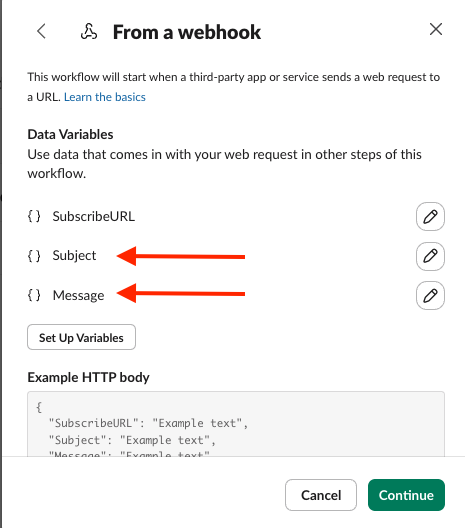 From a webhook
This workflow will start when a third-party app or service sends a web request to
a URL. Learn the basics
Data Variables
Use data that comes in with your web request in other steps of this
workflow.
{ } SubscribeURL
{ } Subject
{ } Message
Set Up Variables
Example HTTP body
{
"SubscribeURL": "Example text",
"Subject": "Example text",
"Message": "Example text"
Cancel
Continue